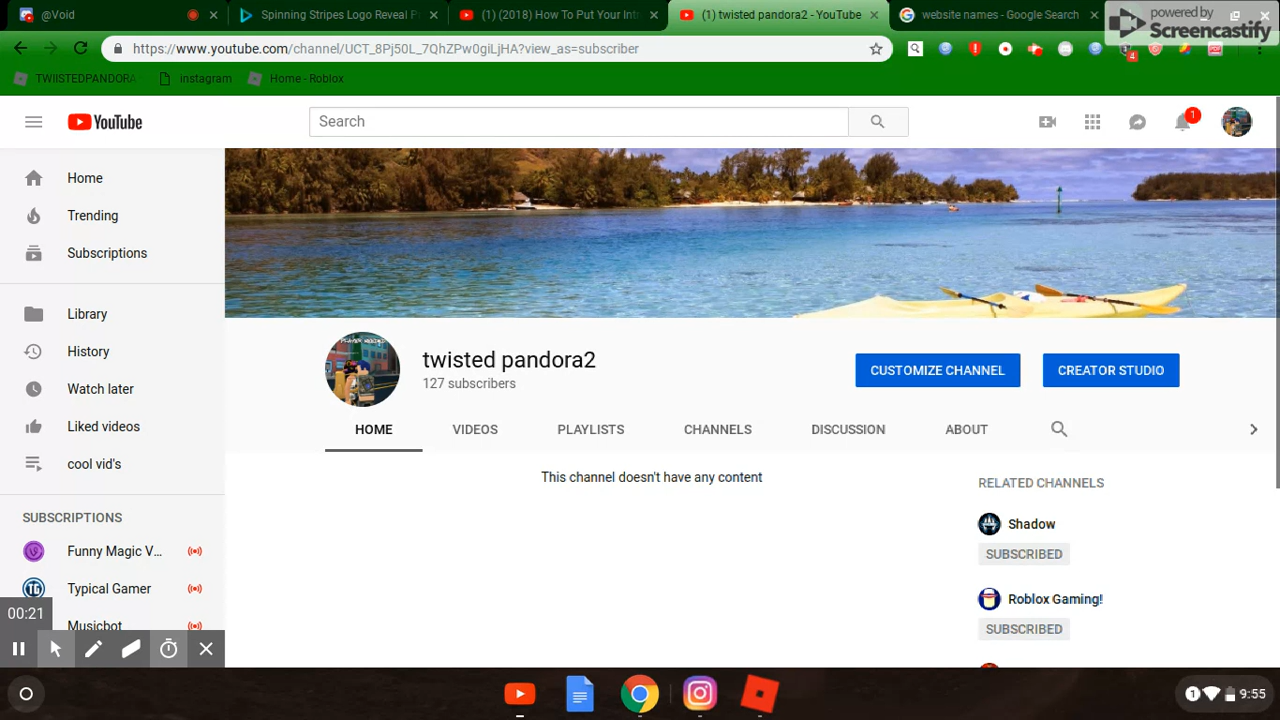 @Void
Spinning Stripes Logo Reveal P
(1) (2018) How To Put Your Int
(1) twisted pandora2 - YouTube
website names - Google Search
powered by
Screencastify
https://www.youtube.com/channel/UCT_8Pj50L_7QhZPw0giLjHA?view_as=subscriber
4
TWIISTEDPANDORA
instagram
Home - Roblox
YouTube
Search
1
Home
Trending
Subscriptions
Library
History
Watch later
Liked videos
cool vid's
SUBSCRIPTIONS
Funny Magic V...
Typical Gamer
Musicbot
twisted pandora2
127 subscribers
CUSTOMIZE CHANNEL
CREATOR STUDIO
HOME
VIDEOS
PLAYLISTS
CHANNELS
DISCUSSION
ABOUT
This channel doesn't have any content
RELATED CHANNELS
Shadow
SUBSCRIBED
Roblox Gaming!
SUBSCRIBED
00:21
1
9:55